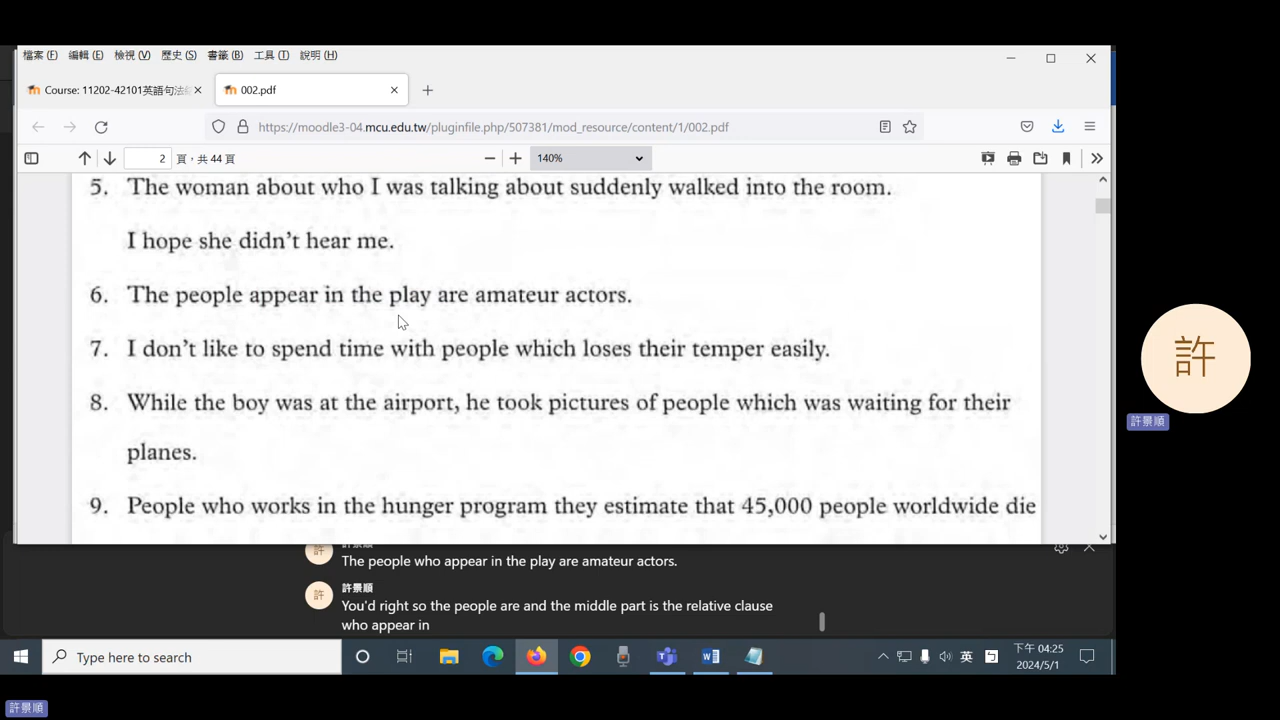 檔案 (F) 編輯 (E) 檢視 (V) 歷史 (S) 書籤 (B) 工具 (T) 說明 (H)
Course: 11202-42101英語句法
002.pdf
https://moodle3-04.mcu.edu.tw/pluginfile.php/507381/mod_resource/content/1/002.pdf
2 頁，共 44 頁 140%
5. The woman about who I was talking about suddenly walked into the room.
I hope she didn't hear me.
6. The people appear in the play are amateur actors.
7. I don't like to spend time with people which loses their temper easily.
8. While the boy was at the airport, he took pictures of people which was waiting for their
planes.
9. People who works in the hunger program they estimate that 45,000 people worldwide die
許
許景順
許景順
許
The people who appear in the play are amateur actors.
許景順
許
You'd right so the people are and the middle part is the relative clause
who appear in
Type here to search
英
下午 04:25
2024/5/1
許景順